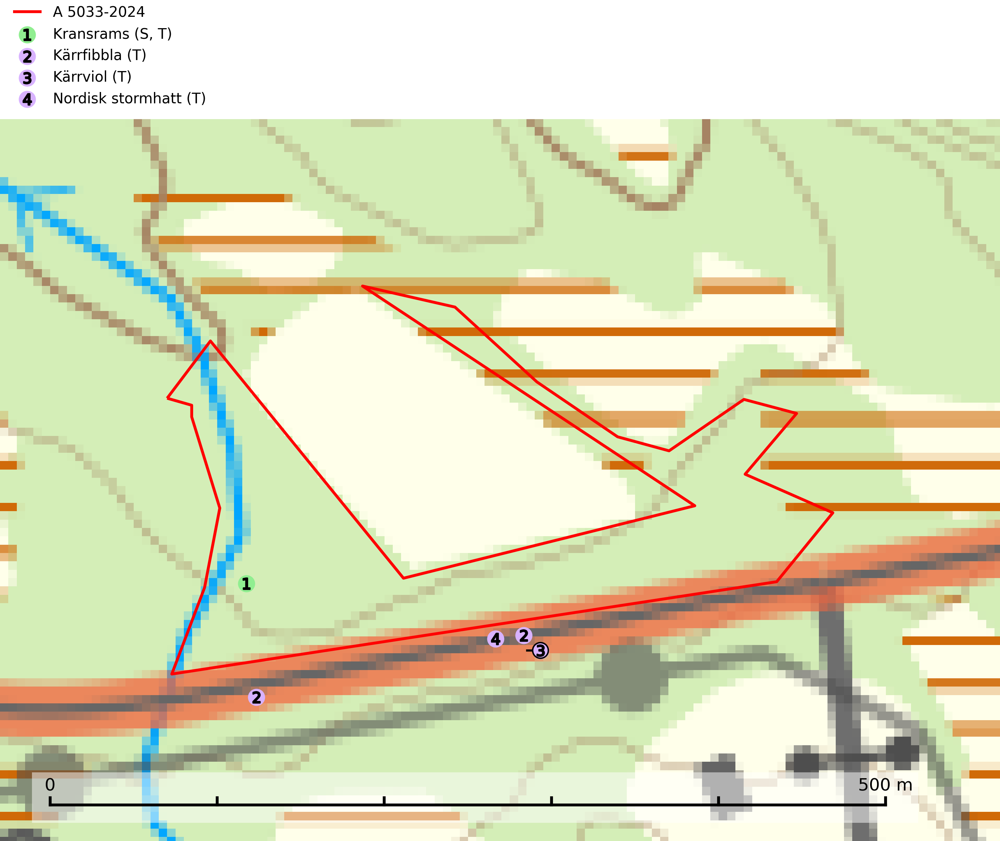 A 5033-2024
1 Kransrams (S, T)
2 Kärrfibbla (T)
3 Kärrviol (T)
4 Nordisk stormhatt (T)
1
4 2
3
2
0 500 m